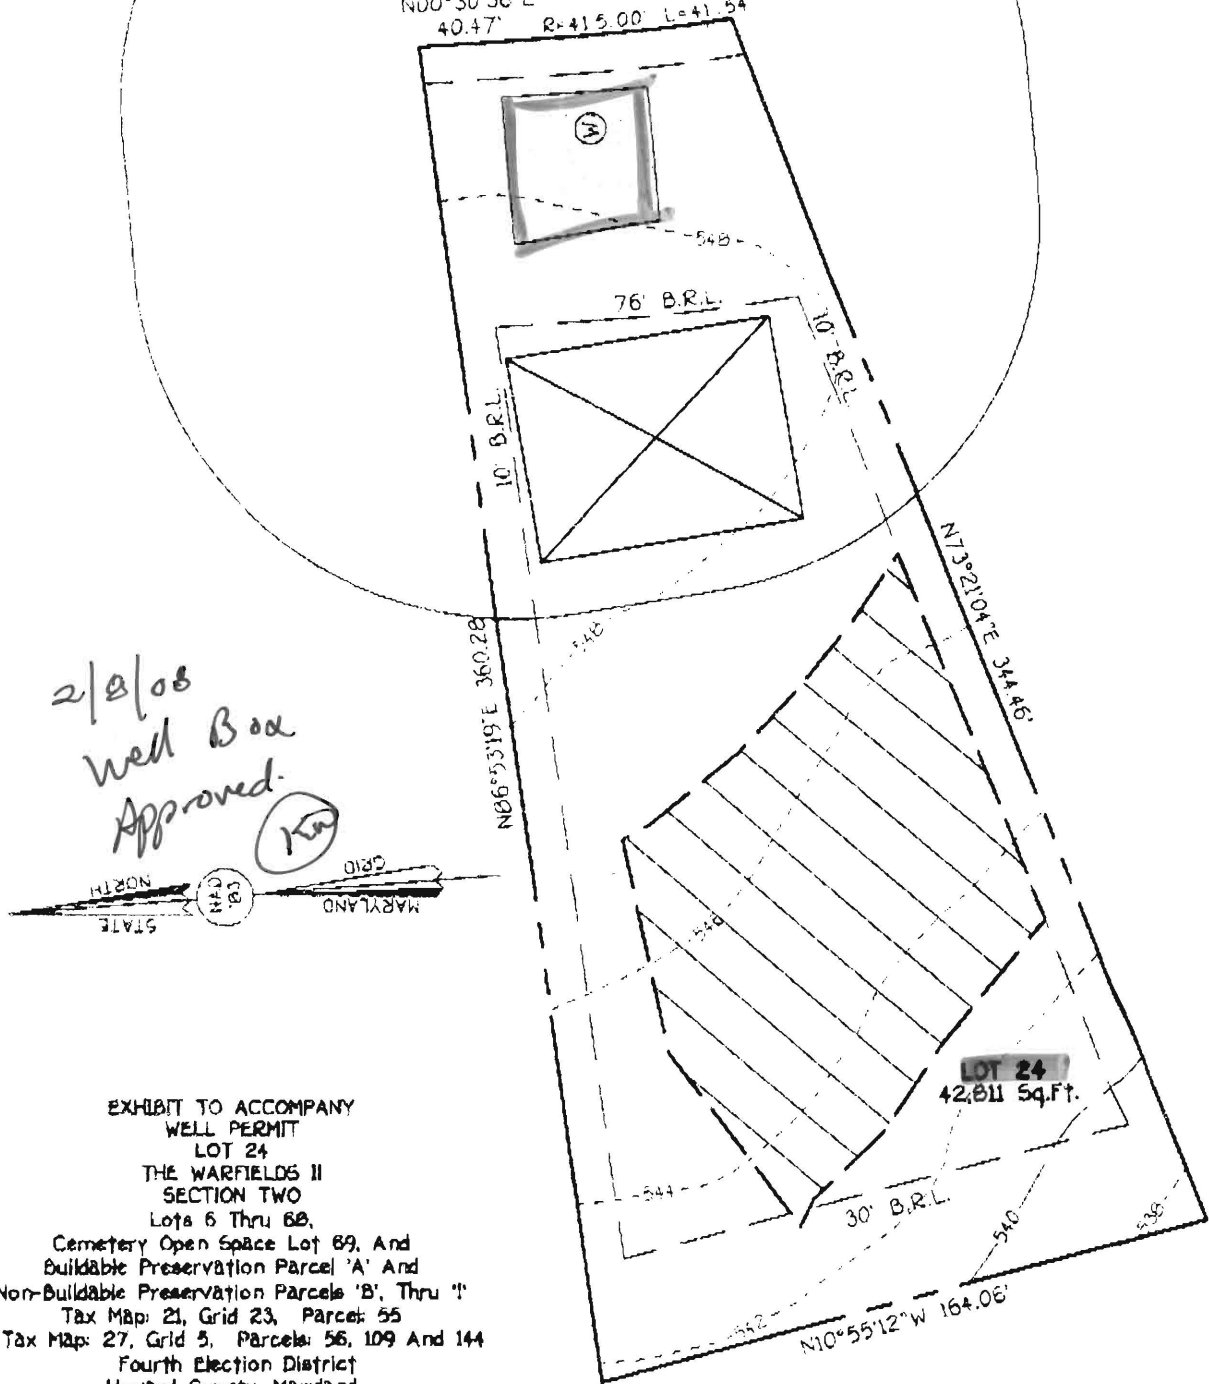 40.47' R=415.00' L=41.54'
W
548
76' B.R.L.
10' B.R.L.
10' B.R.L.
N73°21'04"E 344.46'
548
N86°53'19"E 360.28'
2/8/08
Well Box
Approved.
KW
NORTH
STATE
NAD '83
GRID
MARYLAND
546
LOT 24
42,811 Sq.Ft.
544
30' B.R.L.
540
538
542
N10°55'12"W 164.06'
EXHIBIT TO ACCOMPANY
WELL PERMIT
LOT 24
THE WARFIELDS II
SECTION TWO
Lots 6 Thru 68,
Cemetery Open Space Lot 69, And
Buildable Preservation Parcel 'A' And
Non-Buildable Preservation Parcels 'B', Thru 'I'
Tax Map: 21, Grid 23, Parcel: 55
Tax Map: 27, Grid 5, Parcels: 56, 109 And 144
Fourth Election District
Howard County, Maryland